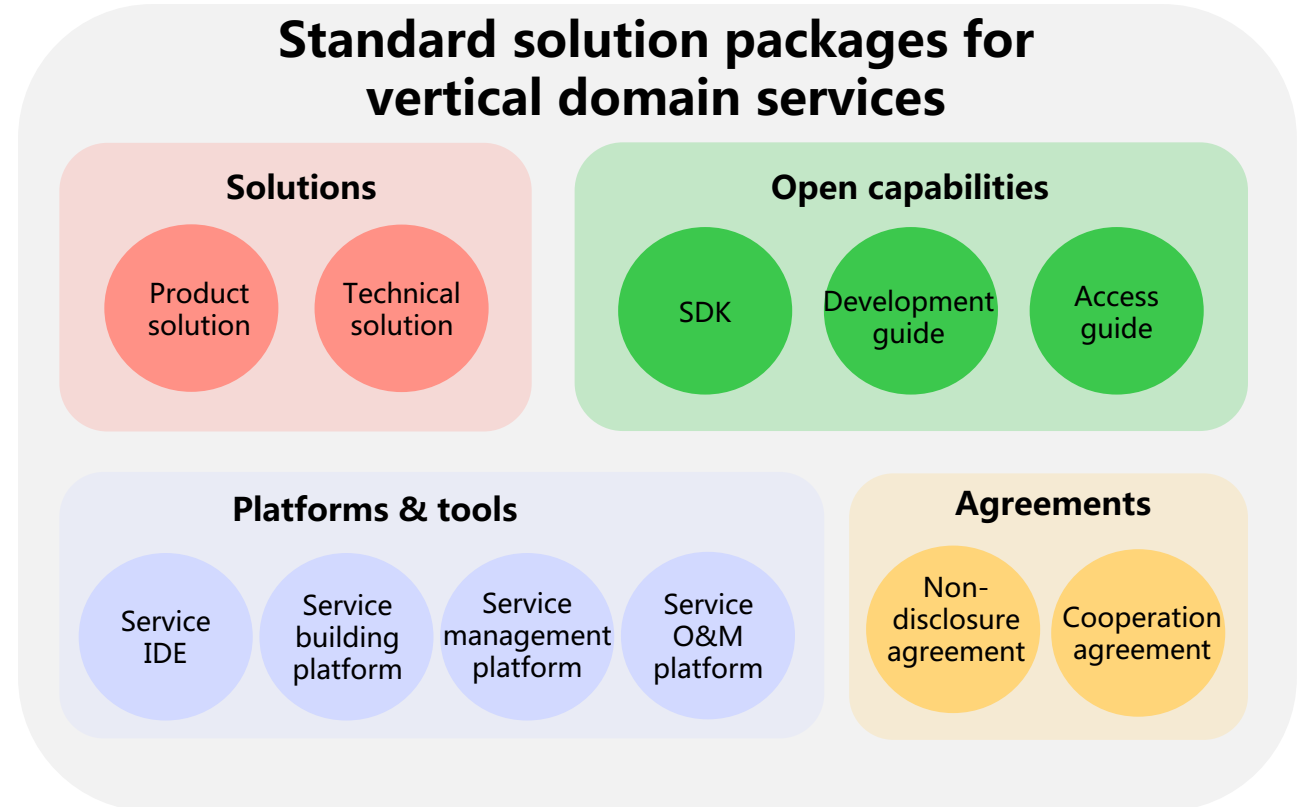 Standard solution packages for
vertical domain services
Solutions
Product
solution
Technical
solution
Open capabilities
SDK
Development
guide
Access
guide
Platforms & tools
Service
IDE
Service
building
platform
Service
management
platform
Service
O&M
platform
Agreements
Non-
disclosure
agreement
Cooperation
agreement